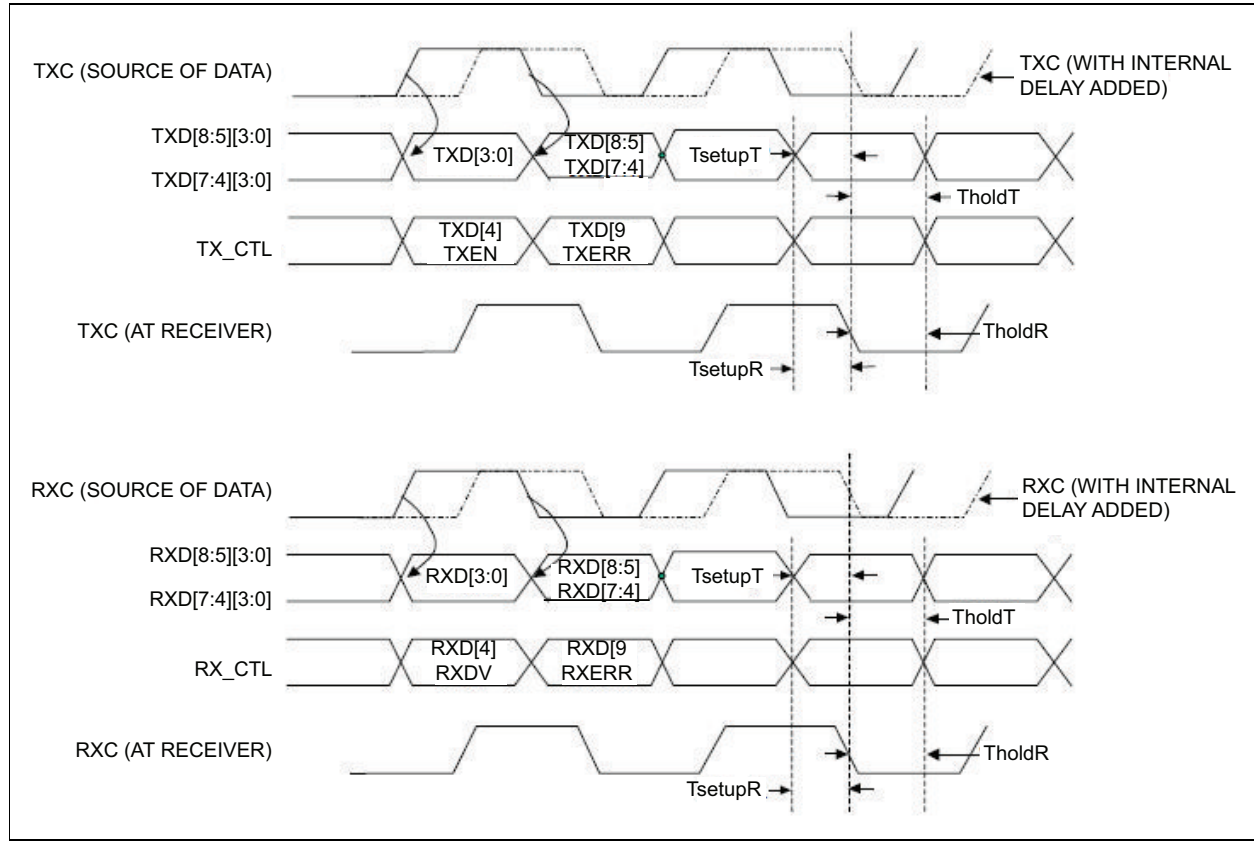 TXC (SOURCE OF DATA)
TXC (WITH INTERNAL
DELAY ADDED)
TXD[8:5][3:0]
TXD[7:4][3:0]
TXD[3:0]
TXD[8:5]
TXD[7:4]
TsetupT
TholdT
TX_CTL
TXD[4]
TXEN
TXD[9
TXERR
TXC (AT RECEIVER)
TholdR
TsetupR
RXC (SOURCE OF DATA)
RXC (WITH INTERNAL
DELAY ADDED)
RXD[8:5][3:0]
RXD[7:4][3:0]
RXD[3:0]
RXD[8:5]
RXD[7:4]
TsetupT
TholdT
RX_CTL
RXD[4]
RXDV
RXD[9
RXERR
RXC (AT RECEIVER)
TholdR
TsetupR